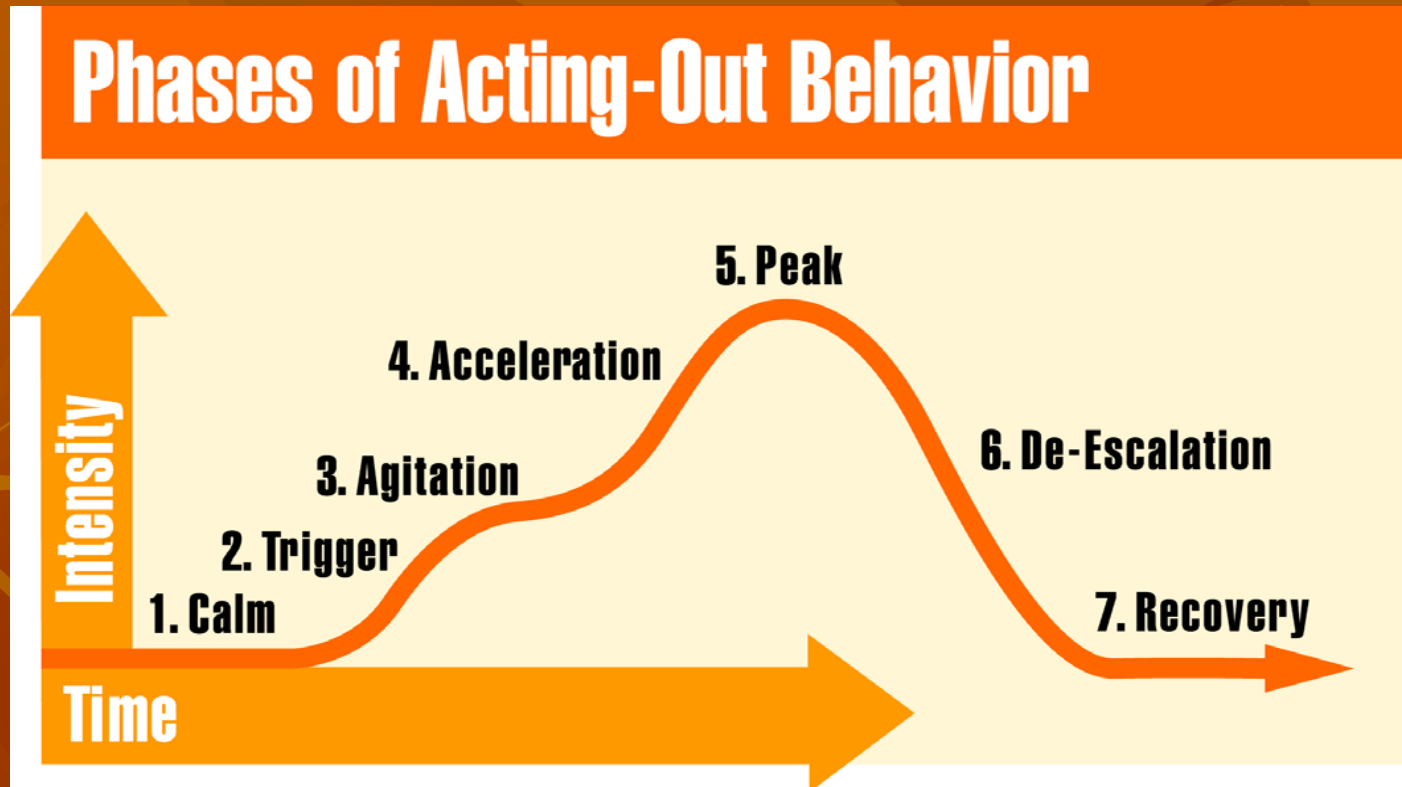 Phases of Acting-Out Behavior
Intensity
1. Calm
2. Trigger
3. Agitation
4. Acceleration
5. Peak
6. De-Escalation
7. Recovery
Time